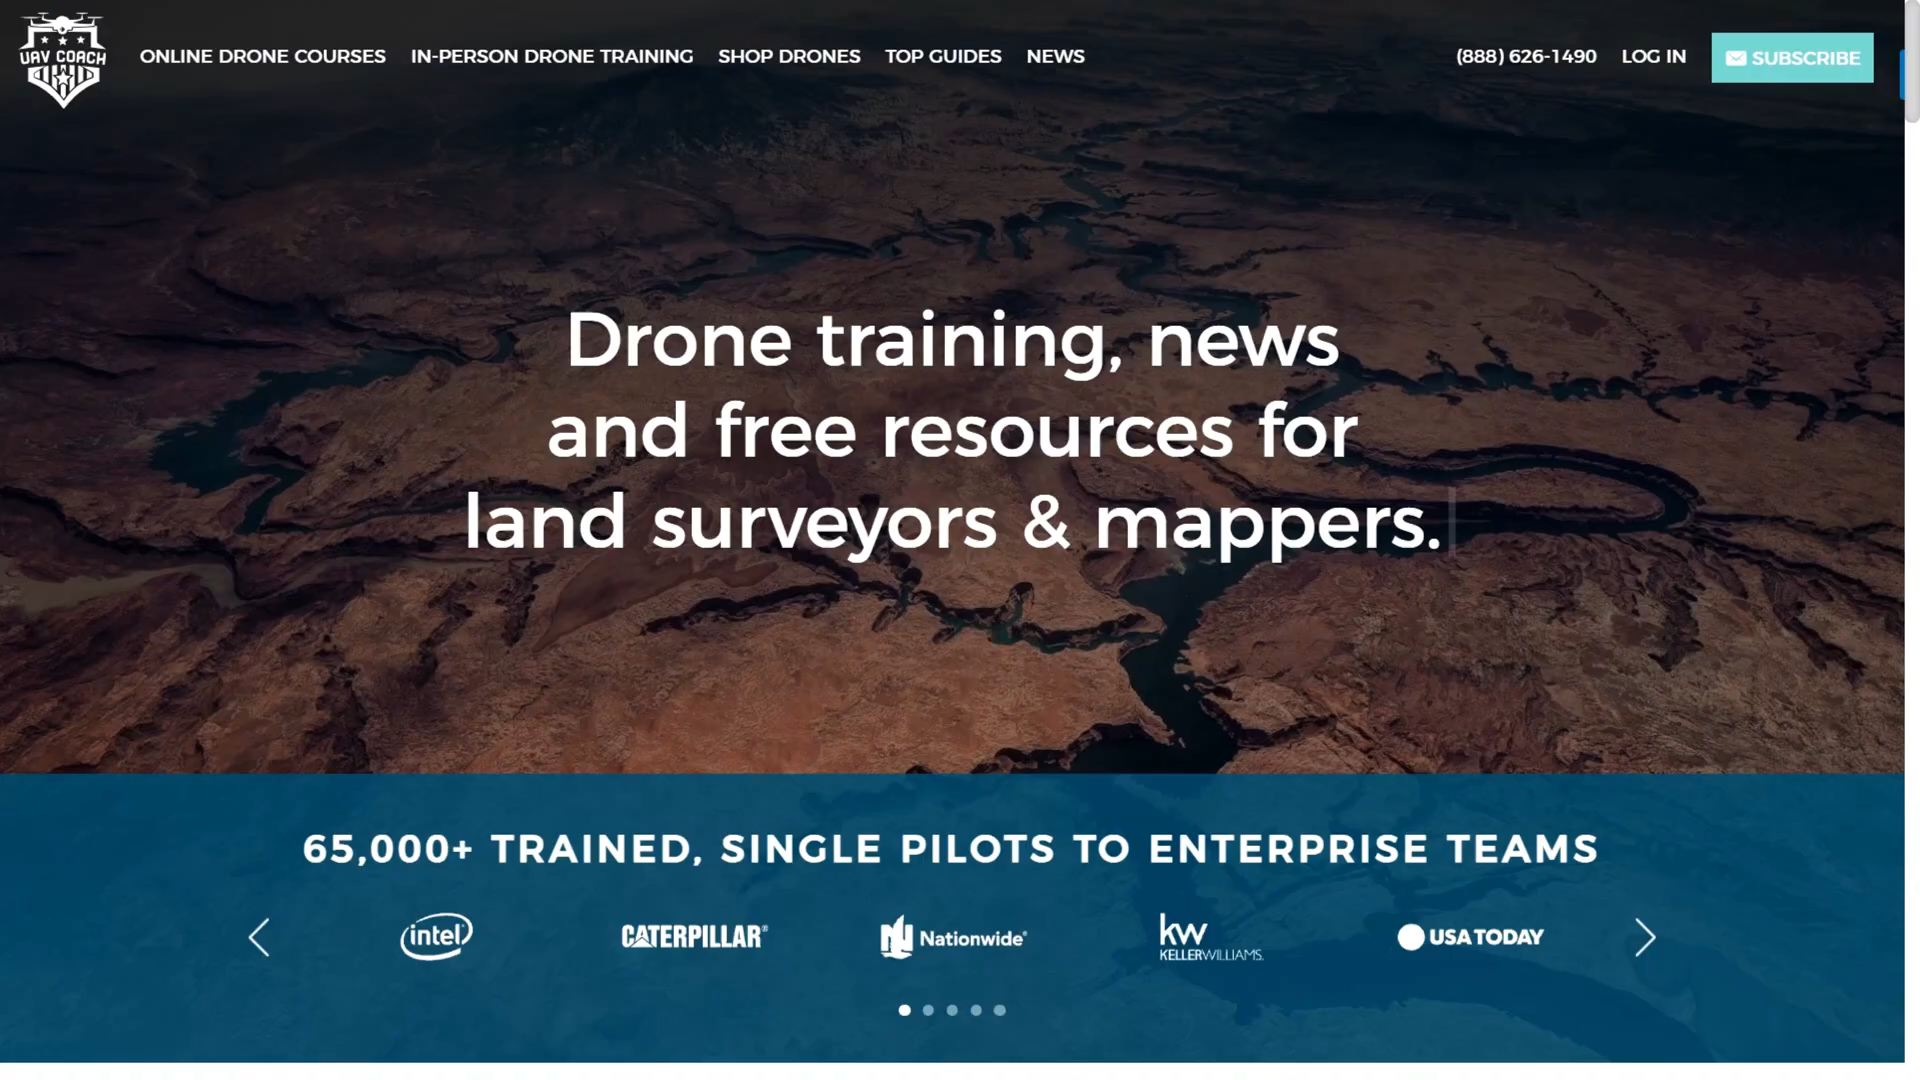 UAV COACH
ONLINE DRONE COURSES IN-PERSON DRONE TRAINING SHOP DRONES TOP GUIDES NEWS (888) 626-1490 LOG IN SUBSCRIBE
Drone training, news
and free resources for
land surveyors & mappers.
65,000+ TRAINED, SINGLE PILOTS TO ENTERPRISE TEAMS
intel CATERPILLAR® Nationwide® kw USA TODAY
KELLERWILLIAMS.